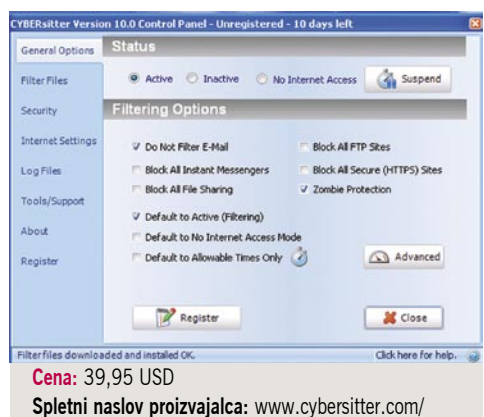 CYBERsitter Version 10.0 Control Panel - Unregistered - 10 days left
General Options
Filter Files
Security
Internet Settings
Log Files
Tools/Support
About
Register
Status
Active Inactive No Internet Access Suspend
Filtering Options
Do Not Filter E-Mail Block All FTP Sites
Block All Instant Messengers Block All Secure (HTTPS) Sites
Block All File Sharing Zombie Protection
Default to Active (Filtering)
Default to No Internet Access Mode
Default to Allowable Times Only Advanced
Register Close
Filter files downloaded and installed OK. Click here for help.
Cena: 39,95 USD
Spletni naslov proizvajalca: www.cybersitter.com/